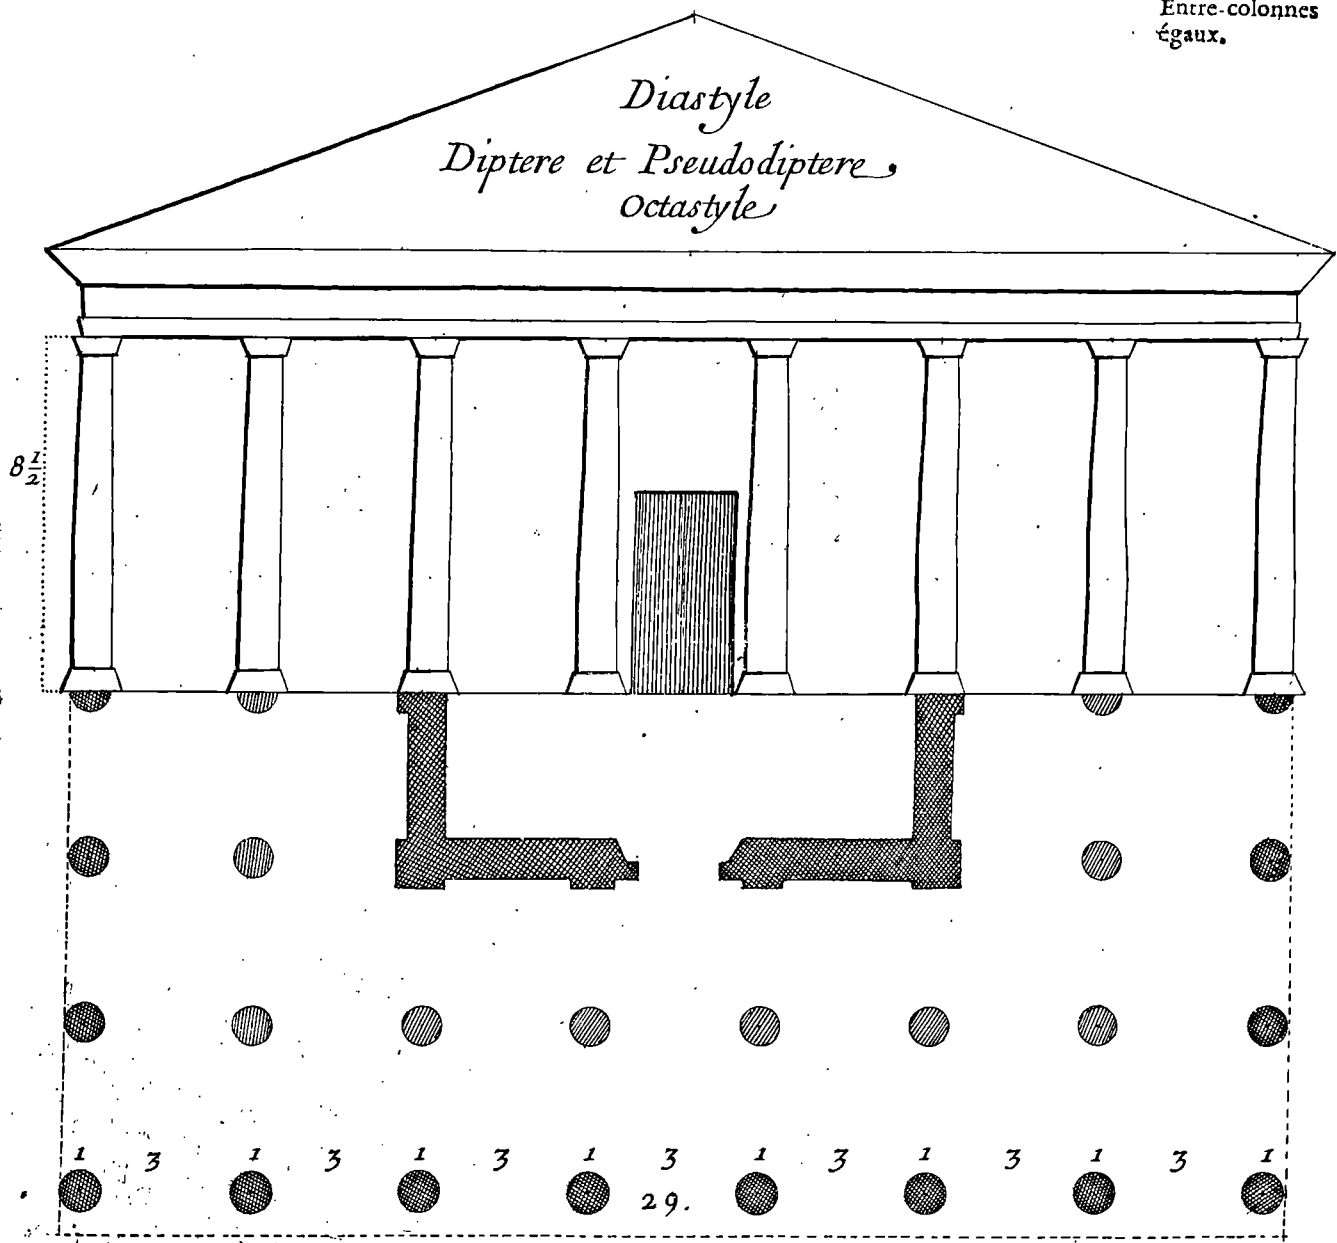 Entre-colonnes
égaux.
Diastyle
Diptere et Pseudodiptere,
Octastyle
8 1/2
1 3 1 3 1 3 1 3 1 3 1 3 1 3 1
29.